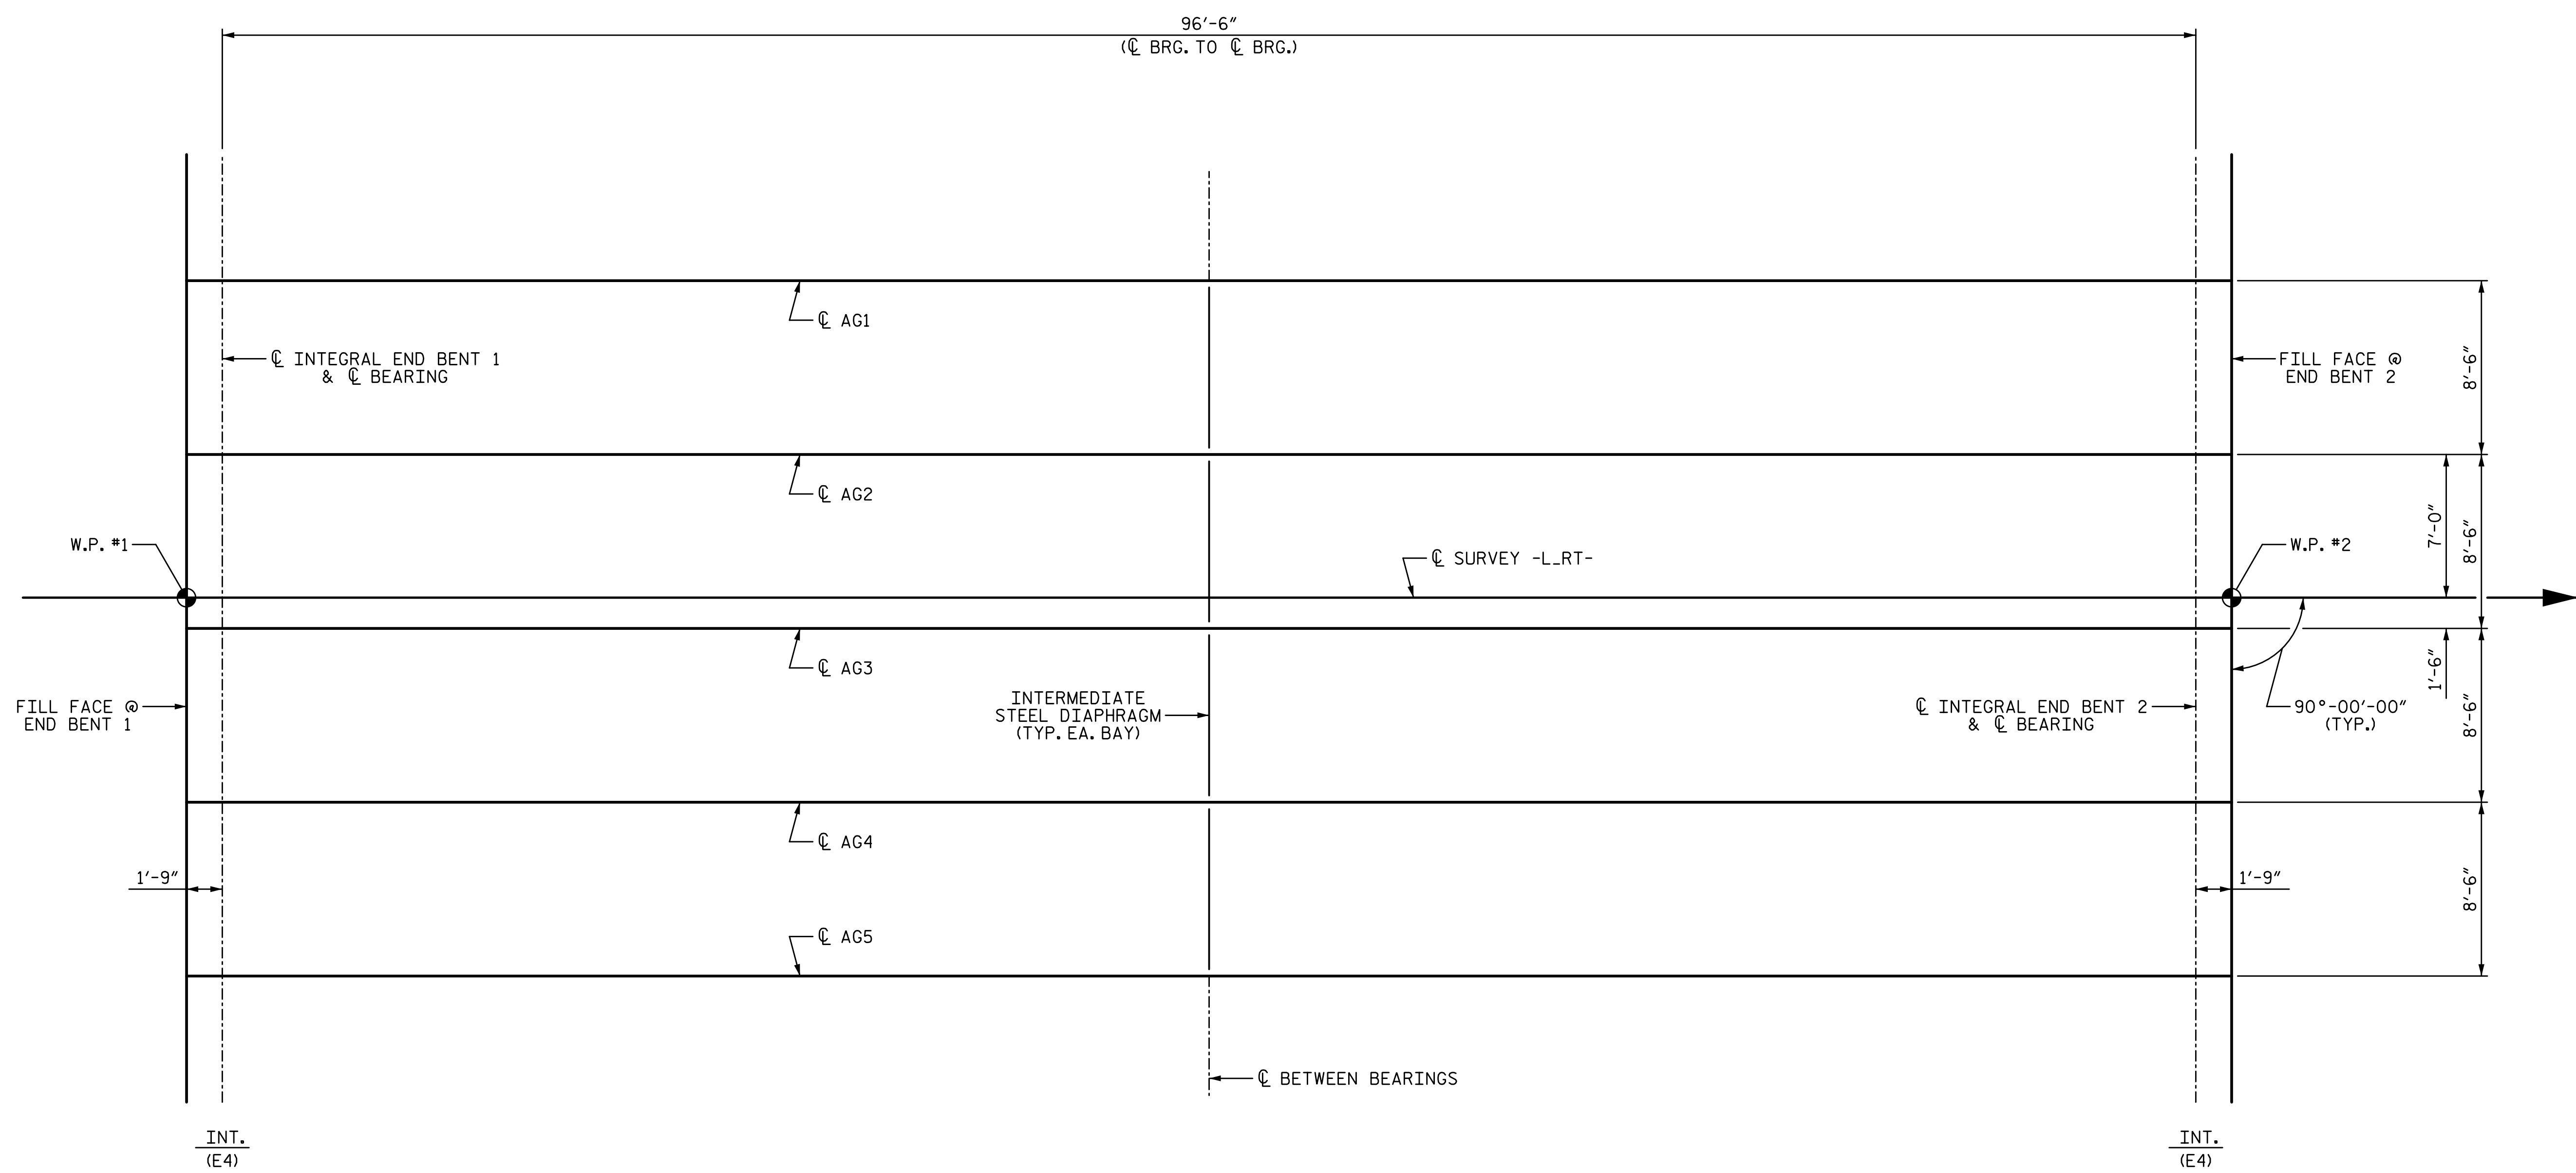 96'-6"
(℄ BRG. TO ℄ BRG.)
℄ AG1
℄ INTEGRAL END BENT 1
& ℄ BEARING
FILL FACE @
END BENT 2
8'-6"
℄ AG2
W.P. #1
℄ SURVEY -L_RT-
W.P. #2
7'-0"
8'-6"
℄ AG3
FILL FACE @
END BENT 1
INTERMEDIATE
STEEL DIAPHRAGM
(TYP. EA. BAY)
℄ INTEGRAL END BENT 2
& ℄ BEARING
90°-00'-00"
(TYP.)
1'-6"
8'-6"
℄ AG4
1'-9"
1'-9"
8'-6"
℄ AG5
℄ BETWEEN BEARINGS
INT.
(E4)
INT.
(E4)